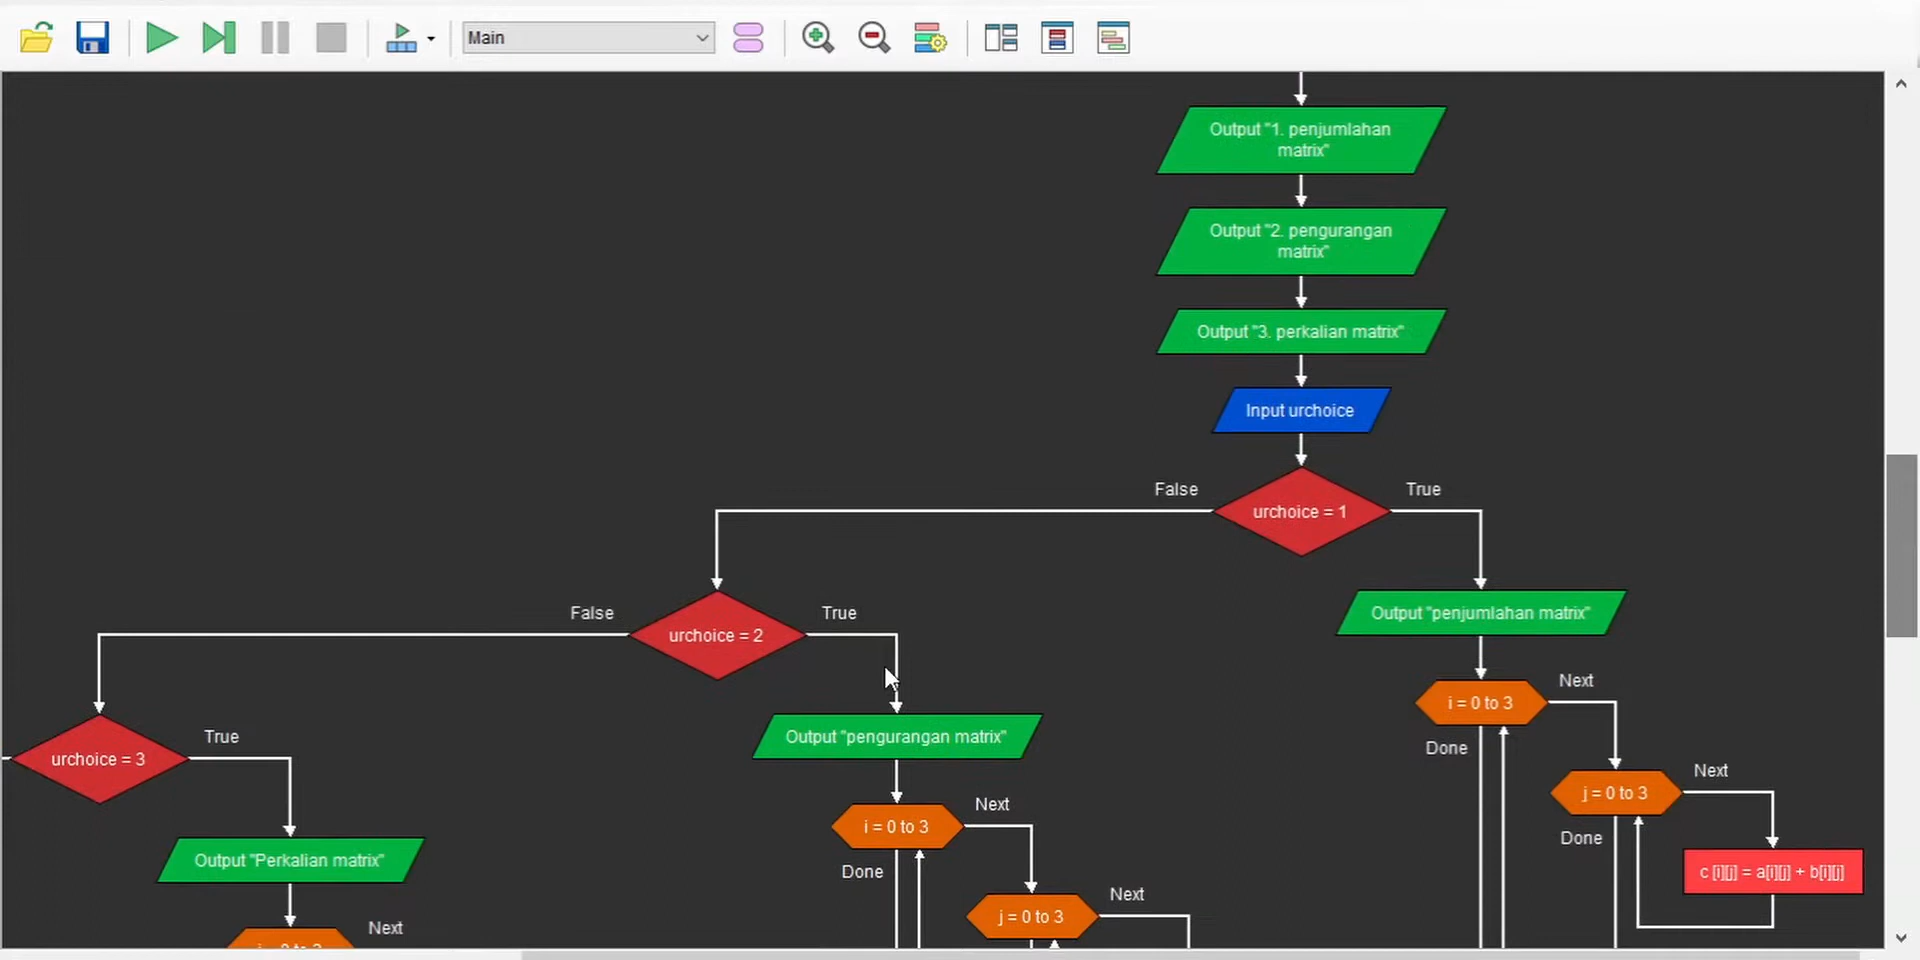 Main
Output "1. penjumlahan
matrix"
Output "2. pengurangan
matrix"
Output "3. perkalian matrix"
Input urchoice
False
True
urchoice = 1
False
True
urchoice = 2
Output "penjumlahan matrix"
Next
i = 0 to 3
Done
True
urchoice = 3
Output "pengurangan matrix"
Next
j = 0 to 3
Done
Next
i = 0 to 3
Done
Output "Perkalian matrix"
c [i][j] = a[i][j] + b[i][j]
Next
j = 0 to 3
Next